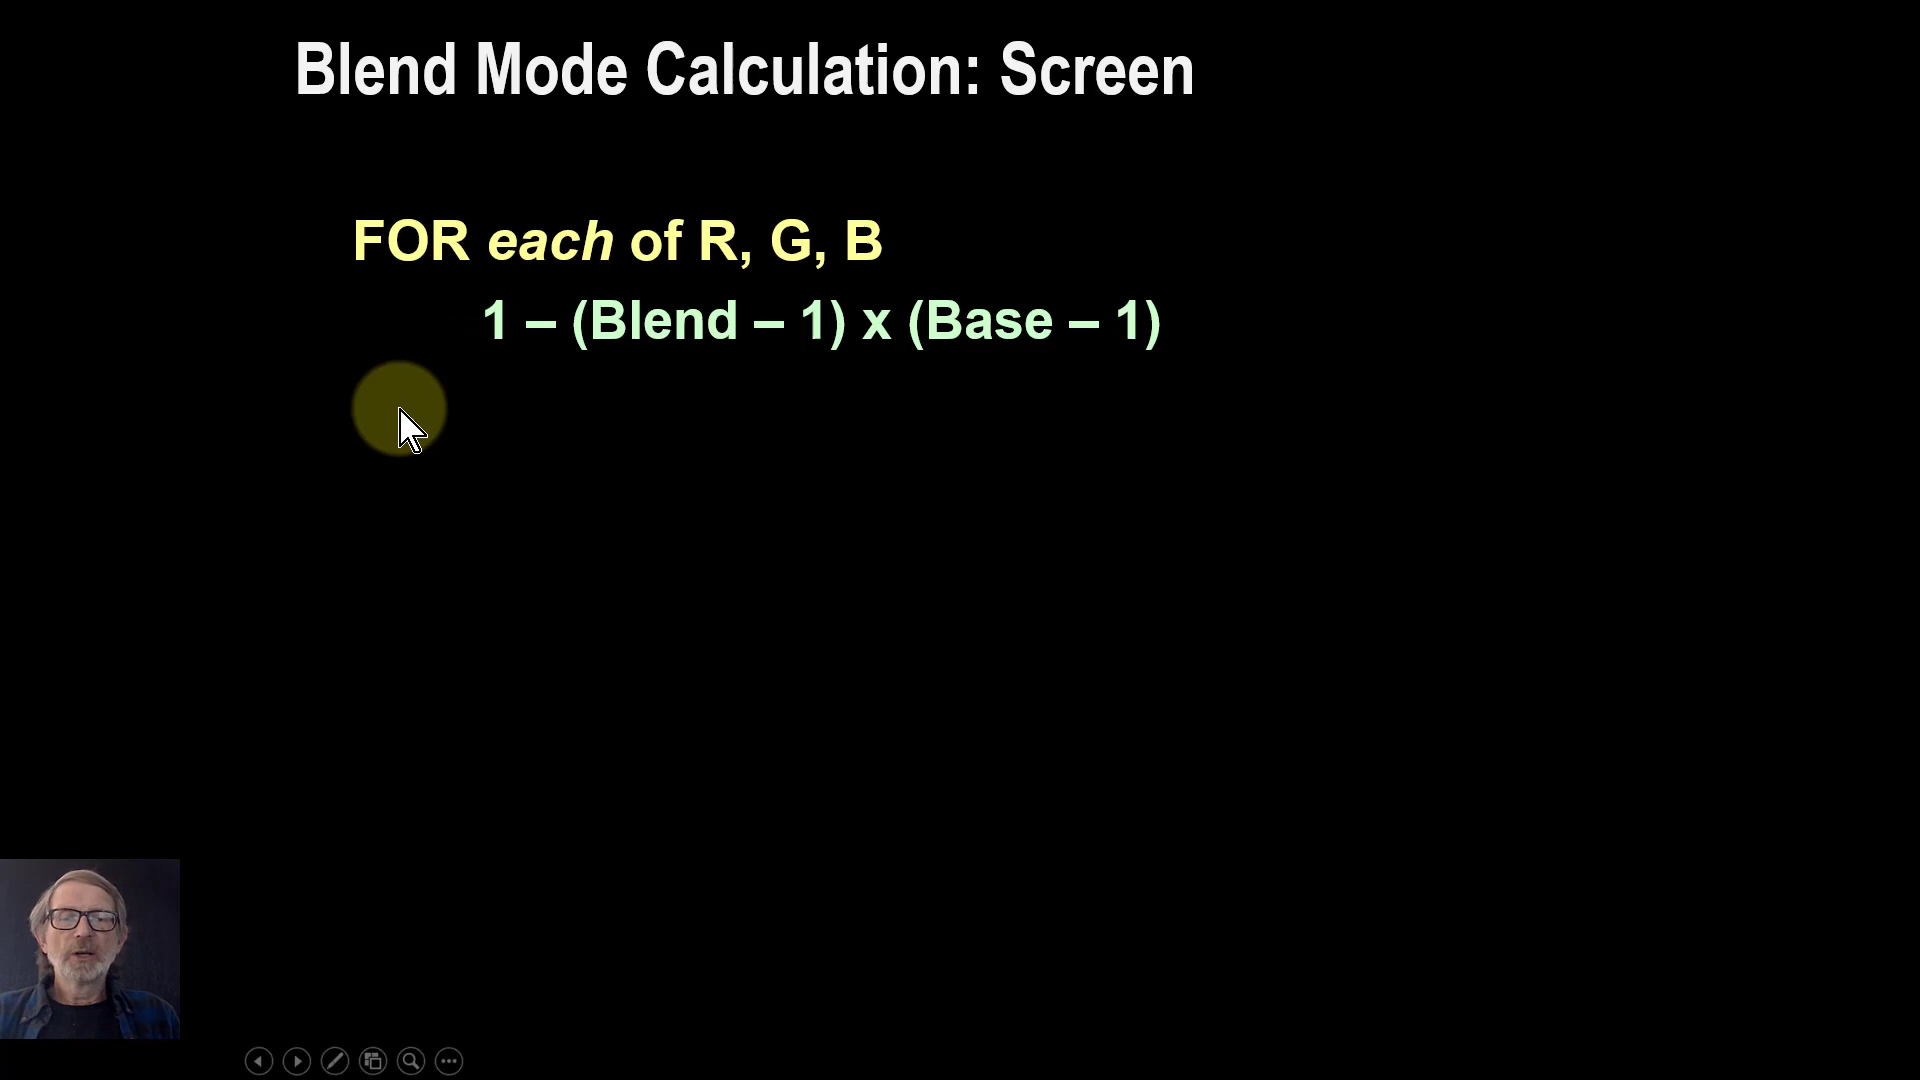 Blend Mode Calculation: Screen
FOR each of R, G, B
1 – (Blend – 1) x (Base – 1)